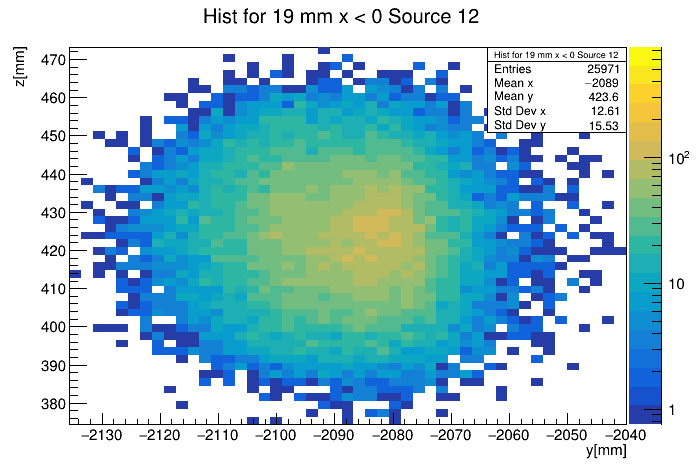 Hist for 19 mm x < 0 Source 12
z[mm]
Hist for 19 mm x < 0 Source 12
Entries 25971
Mean x −2089
Mean y 423.6
Std Dev x 12.61
Std Dev y 15.53
470
460
450
440
430
420
410
400
390
380
10²
10
1
−2130 −2120 −2110 −2100 −2090 −2080 −2070 −2060 −2050 −2040
y[mm]